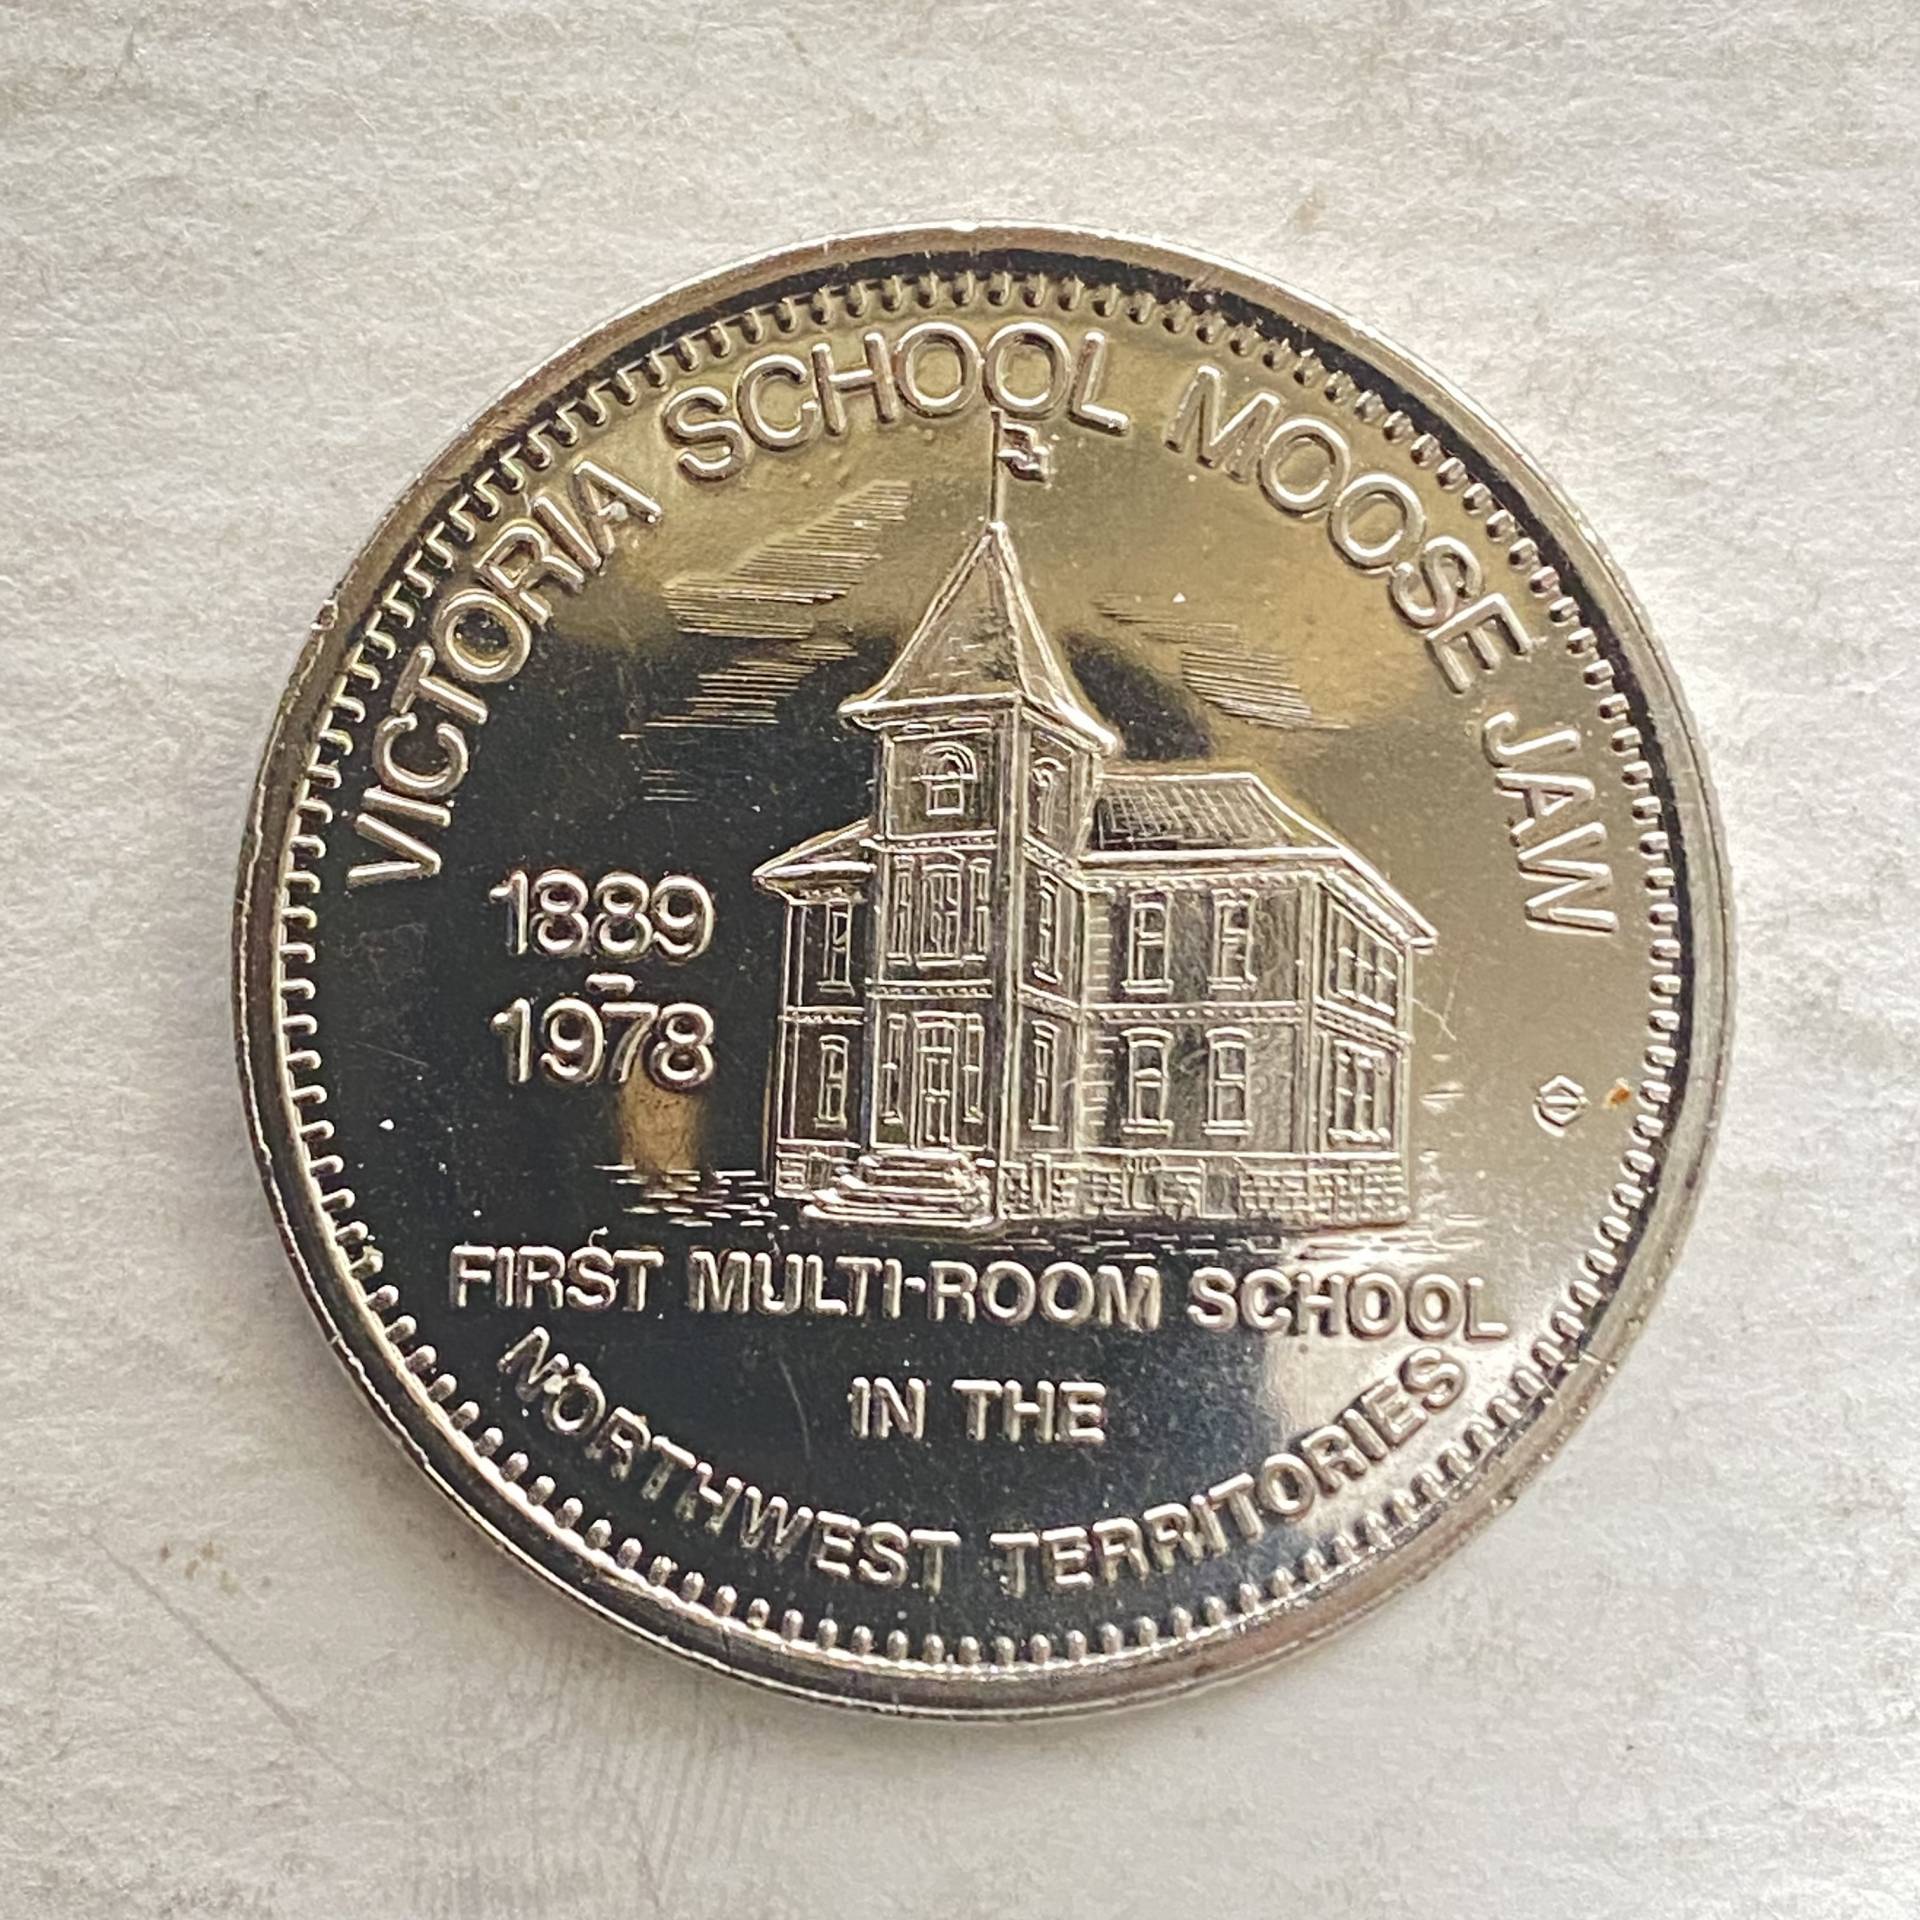 VICTORIA SCHOOL MOOSE JAW
1889
-
1978
FIRST MULTI-ROOM SCHOOL
IN THE
NORTHWEST TERRITORIES